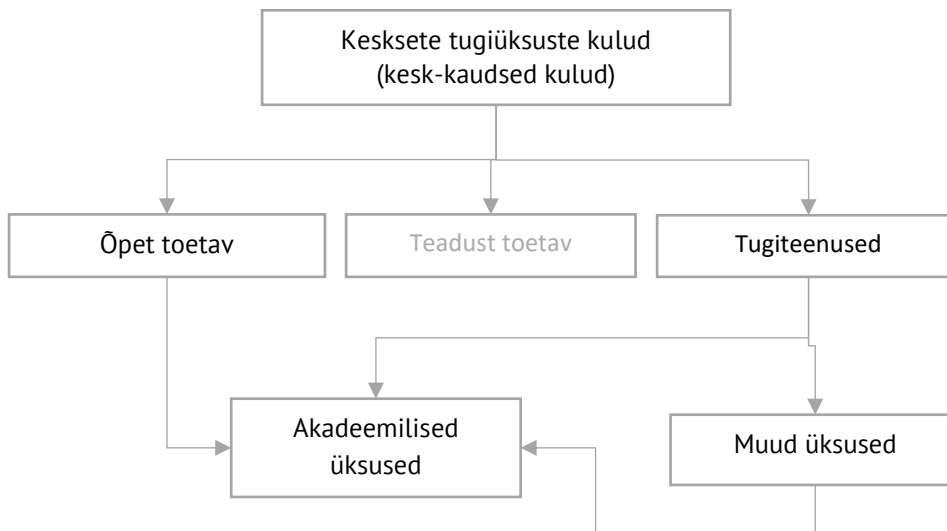 Kesksete tugiüksuste kulud
(kesk-kaudsed kulud)
Õpet toetav
Teadust toetav
Tugiteenused
Akadeemilised
üksused
Muud üksused